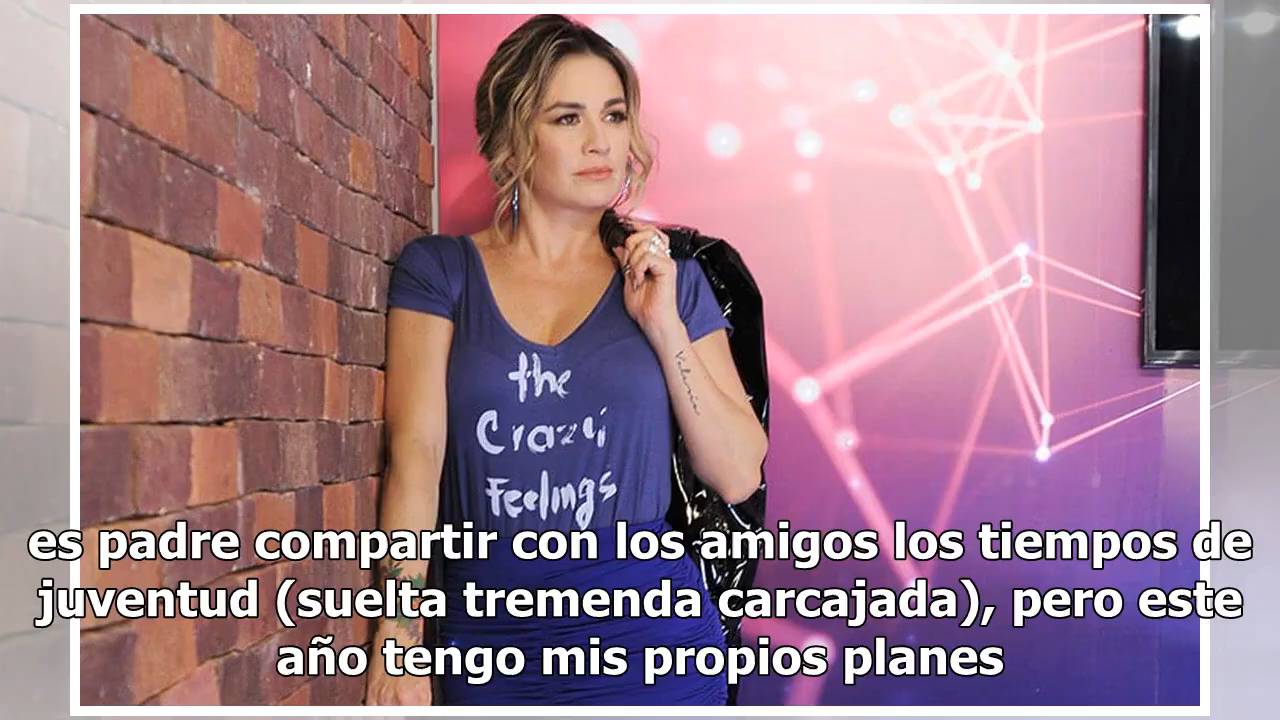 the
Crazy
Feelings
Valeria
es padre compartir con los amigos los tiempos de
juventud (suelta tremenda carcajada), pero este
año tengo mis propios planes